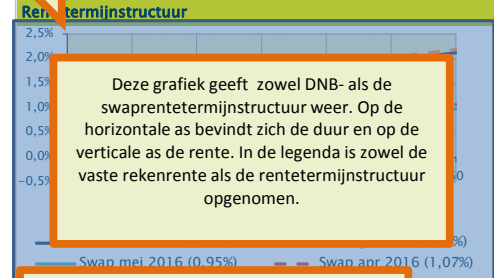 Rentetermijnstructuur
2,5%
2,0%
1,5%
1,0%
0,5%
0,0%
-0,5%
Deze grafiek geeft zowel DNB- als de
swaprentetermijnstructuur weer. Op de
horizontale as bevindt zich de duur en op de
verticale as de rente. In de legenda is zowel de
vaste rekenrente als de rentetermijnstructuur
opgenomen.
0
%)
Swap mei 2016 (0,95%)
Swap apr 2016 (1,07%)